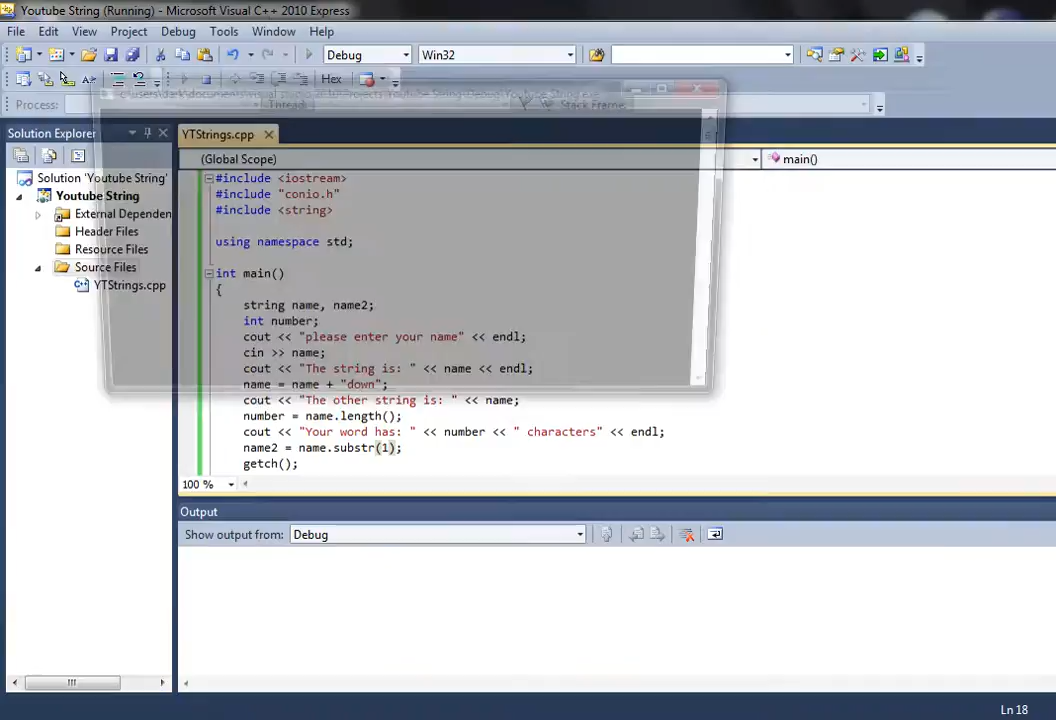 Youtube String (Running) - Microsoft Visual C++ 2010 Express
File Edit View Project Debug Tools Window Help
Debug Win32
Hex
Process: Thread: Stack Frame:
Solution Explorer
YTStrings.cpp
(Global Scope) main()
Solution 'Youtube String'
Youtube String
External Dependen
Header Files
Resource Files
Source Files
YTStrings.cpp
#include <iostream>
#include "conio.h"
#include <string>
using namespace std;
int main()
{
string name, name2;
int number;
cout << "please enter your name" << endl;
cin >> name;
cout << "The string is: " << name << endl;
name = name + "down";
cout << "The other string is: " << name;
number = name.length();
cout << "Your word has: " << number << " characters" << endl;
name2 = name.substr(1);
getch();
100 %
Output
Show output from: Debug
Ln 18